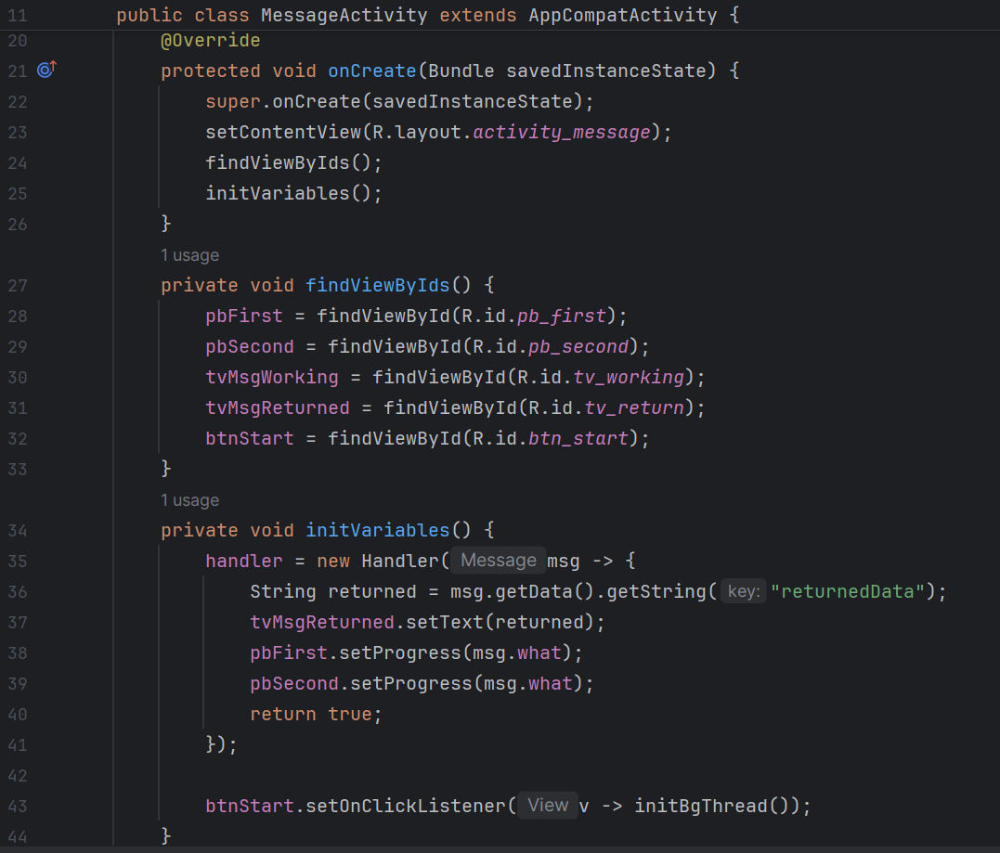 11 public class MessageActivity extends AppCompatActivity {
20 @Override
21 protected void onCreate(Bundle savedInstanceState) {
22 super.onCreate(savedInstanceState);
23 setContentView(R.layout.activity_message);
24 findViewByIds();
25 initVariables();
26 }
1 usage
27 private void findViewByIds() {
28 pbFirst = findViewById(R.id.pb_first);
29 pbSecond = findViewById(R.id.pb_second);
30 tvMsgWorking = findViewById(R.id.tv_working);
31 tvMsgReturned = findViewById(R.id.tv_return);
32 btnStart = findViewById(R.id.btn_start);
33 }
1 usage
34 private void initVariables() {
35 handler = new Handler( Message msg -> {
36 String returned = msg.getData().getString( key: "returnedData");
37 tvMsgReturned.setText(returned);
38 pbFirst.setProgress(msg.what);
39 pbSecond.setProgress(msg.what);
40 return true;
41 });
42
43 btnStart.setOnClickListener( View v -> initBgThread());
44 }